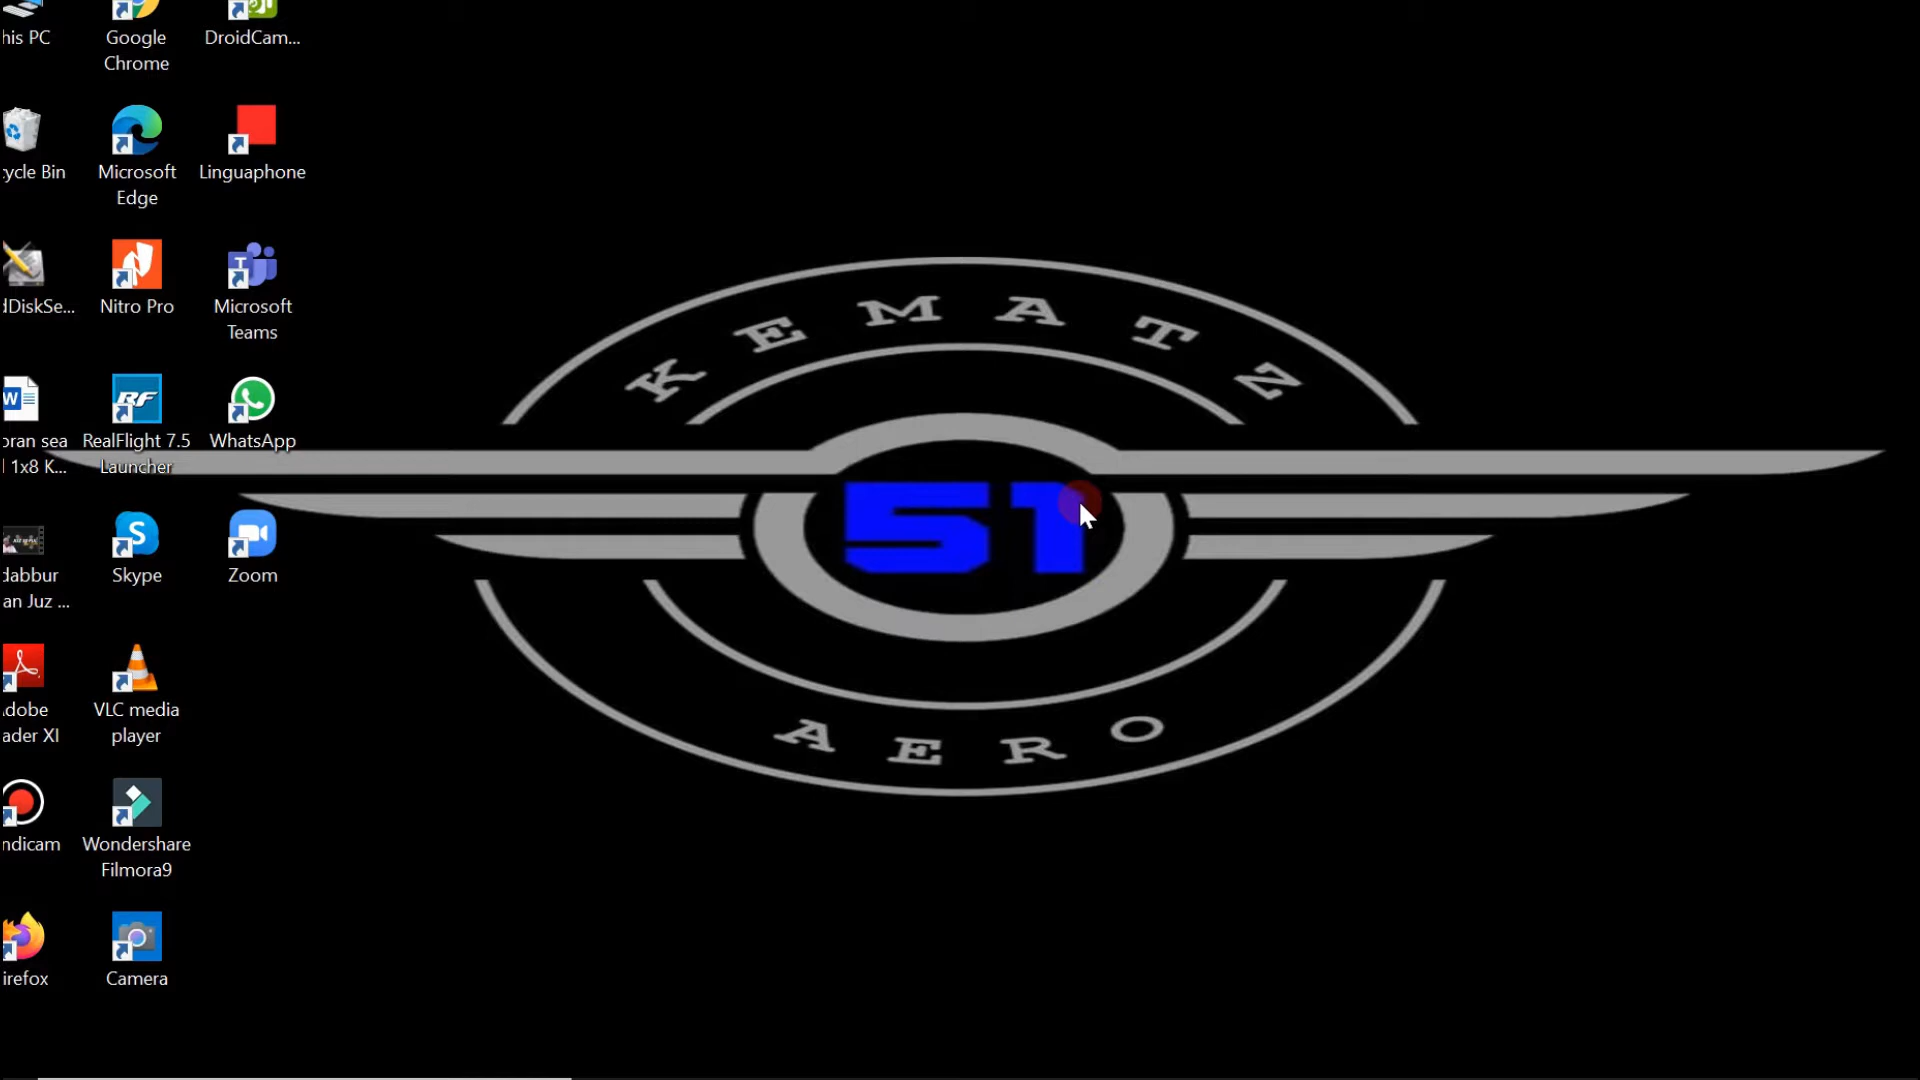 his PC
Google
Chrome
DroidCam...
ycle Bin
Microsoft
Edge
Linguaphone
dDiskSe...
Nitro Pro
Microsoft
Teams
oran sea
l 1x8 K...
RealFlight 7.5
Launcher
WhatsApp
dabbur
an Juz ...
Skype
Zoom
dobe
ader XI
VLC media
player
ndicam
Wondershare
Filmora9
irefox
Camera
KEMATZ
51
AERO